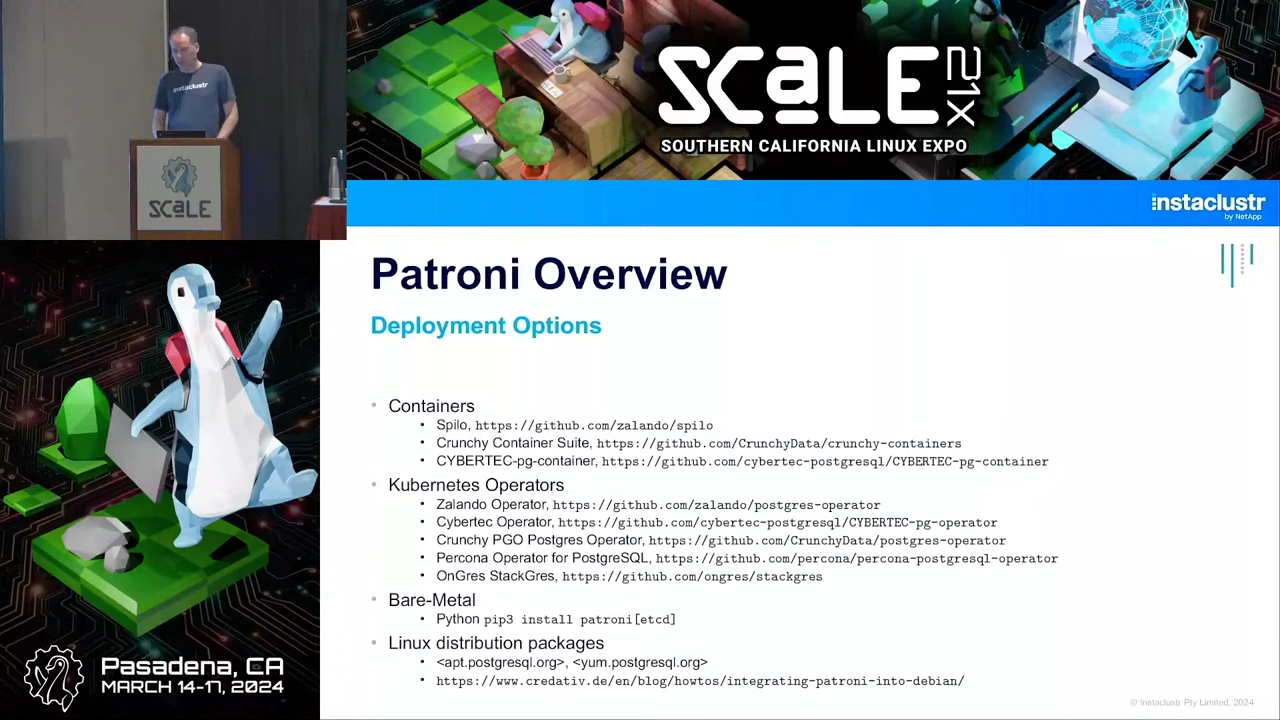 instaclustr
SCaLE
SCaLE 21X
SOUTHERN CALIFORNIA LINUX EXPO
instaclustr
by NetApp
Patroni Overview
Deployment Options
• Containers
• Spilo, https://github.com/zalando/spilo
• Crunchy Container Suite, https://github.com/CrunchyData/crunchy-containers
• CYBERTEC-pg-container, https://github.com/cybertec-postgresql/CYBERTEC-pg-container
• Kubernetes Operators
• Zalando Operator, https://github.com/zalando/postgres-operator
• Cybertec Operator, https://github.com/cybertec-postgresql/CYBERTEC-pg-operator
• Crunchy PGO Postgres Operator, https://github.com/CrunchyData/postgres-operator
• Percona Operator for PostgreSQL, https://github.com/percona/percona-postgresql-operator
• OnGres StackGres, https://github.com/ongres/stackgres
• Bare-Metal
• Python pip3 install patroni[etcd]
• Linux distribution packages
• <apt.postgresql.org>, <yum.postgresql.org>
• https://www.credativ.de/en/blog/howtos/integrating-patroni-into-debian/
© Instaclustr Pty Limited, 2024
Pasadena, CA
MARCH 14-17, 2024